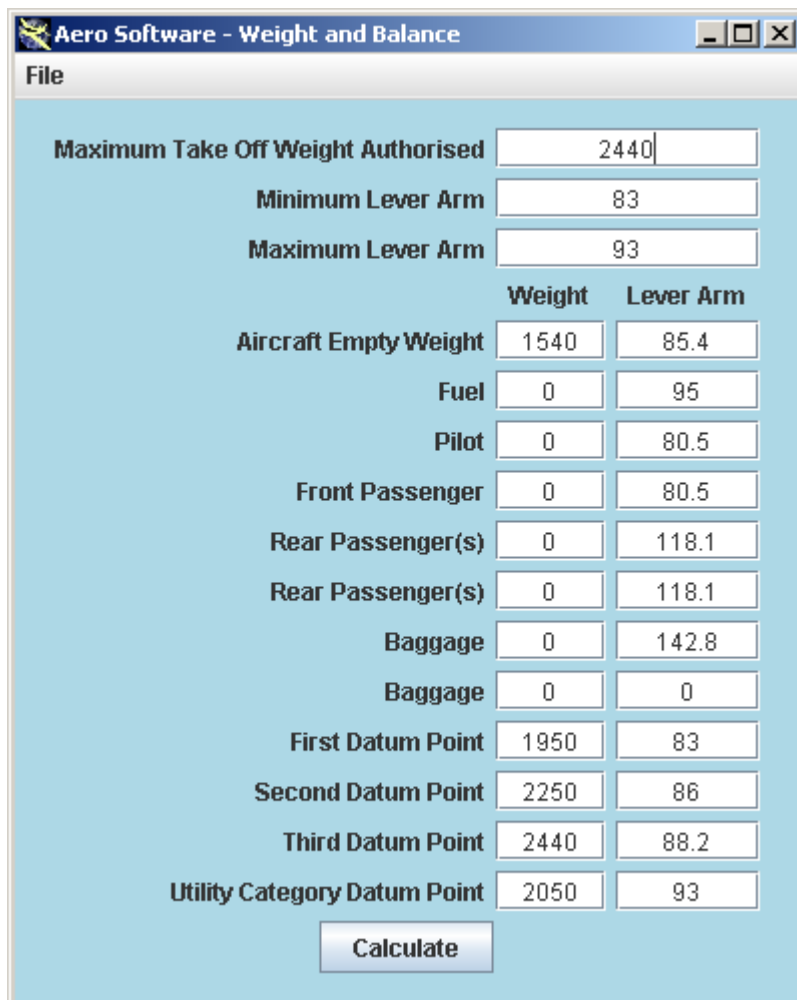 Aero Software - Weight and Balance
File
Maximum Take Off Weight Authorised 2440
Minimum Lever Arm 83
Maximum Lever Arm 93
Weight Lever Arm
Aircraft Empty Weight 1540 85.4
Fuel 0 95
Pilot 0 80.5
Front Passenger 0 80.5
Rear Passenger(s) 0 118.1
Rear Passenger(s) 0 118.1
Baggage 0 142.8
Baggage 0 0
First Datum Point 1950 83
Second Datum Point 2250 86
Third Datum Point 2440 88.2
Utility Category Datum Point 2050 93
Calculate